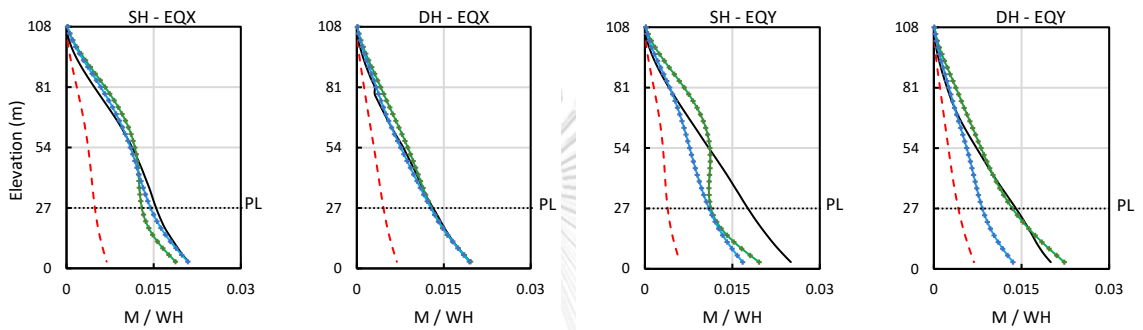 SH - EQX
DH - EQX
SH - EQY
DH - EQY
Elevation (m)
108
81
54
27
0
PL
0 0.015 0.03
M / WH
108
81
54
27
0
PL
0 0.015 0.03
M / WH
108
81
54
27
0
PL
0 0.015 0.03
M / WH
108
81
54
27
0
PL
0 0.015 0.03
M / WH